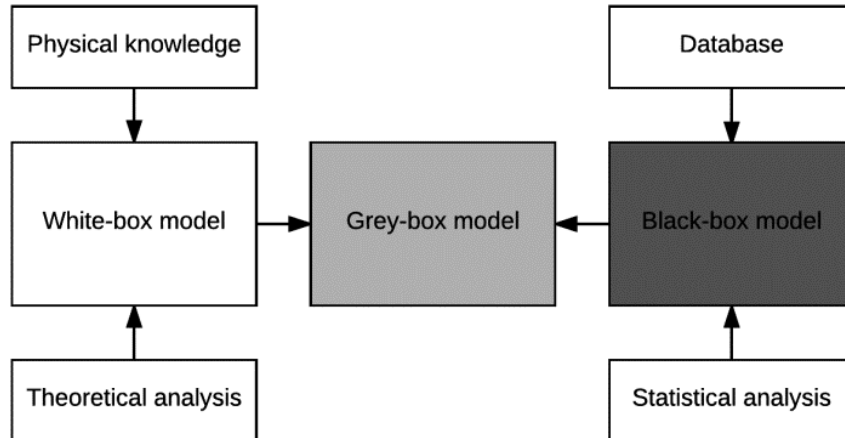 Physical knowledge
Database
White-box model
Grey-box model
Black-box model
Theoretical analysis
Statistical analysis